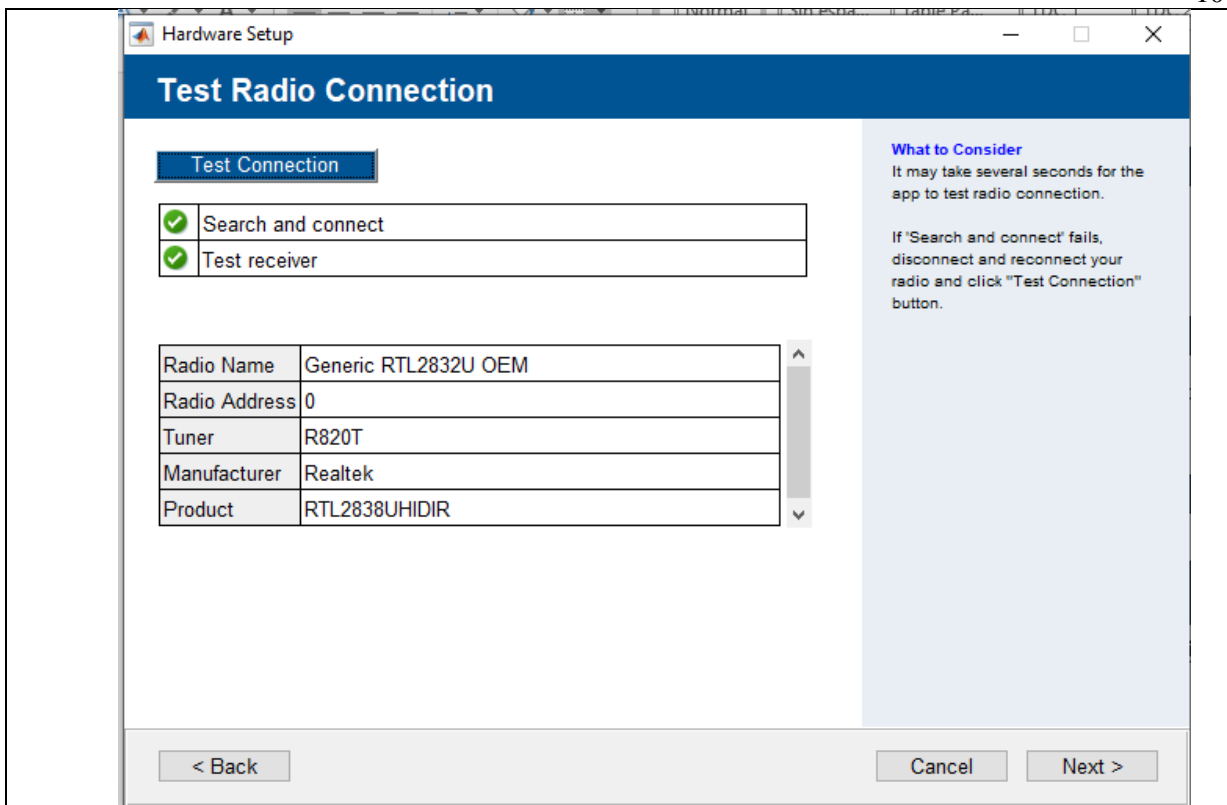 Hardware Setup
Test Radio Connection
Test Connection
Search and connect
Test receiver
Radio Name Generic RTL2832U OEM
Radio Address 0
Tuner R820T
Manufacturer Realtek
Product RTL2838UHIDIR
What to Consider
It may take several seconds for the
app to test radio connection.
If 'Search and connect' fails,
disconnect and reconnect your
radio and click "Test Connection"
button.
< Back
Cancel
Next >